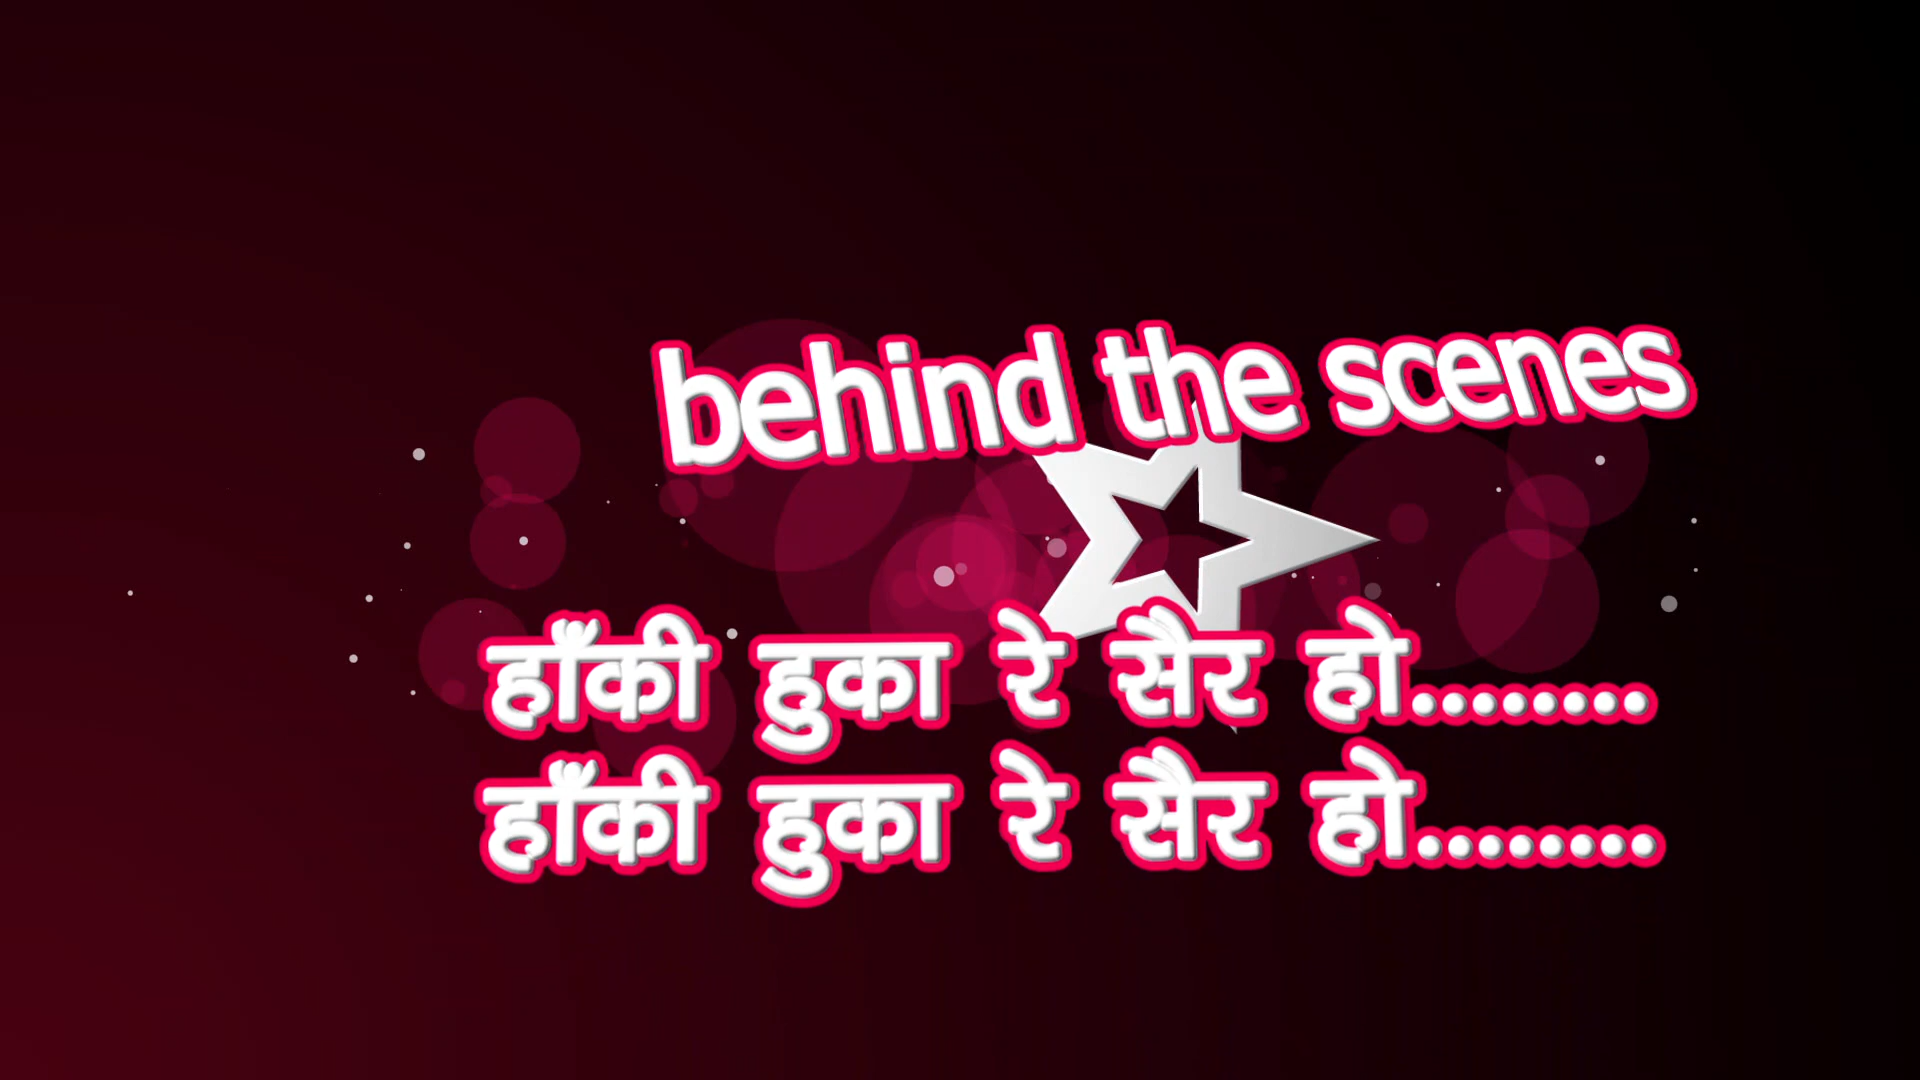 behind the scenes
हाँकी हुका रे सैर हो........
हाँकी हुका रे सैर हो........